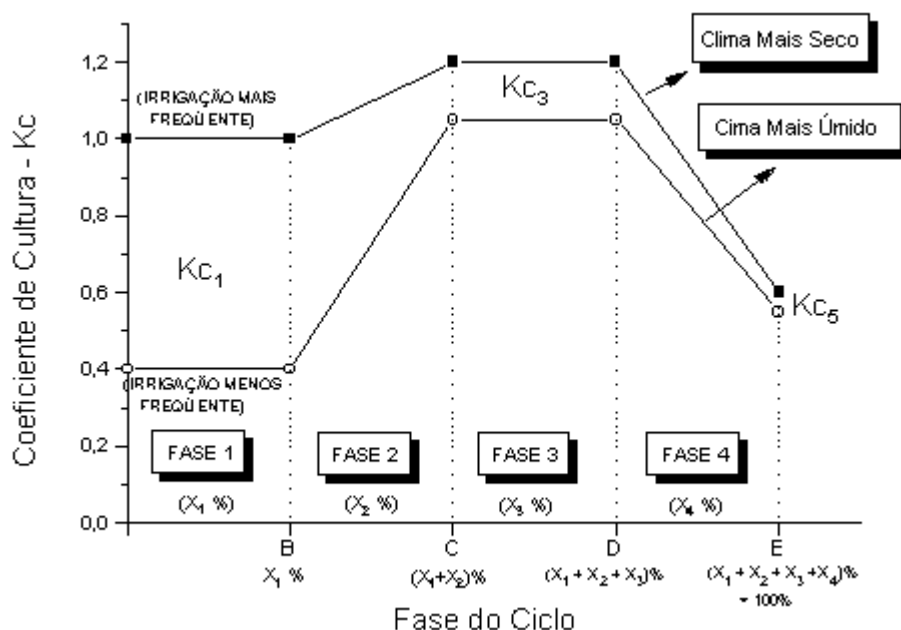 Coeficiente de Cultura - Kc
1,2
1,0
0,8
0,6
0,4
0,2
0,0
(IRRIGAÇÃO MAIS
FREQÜENTE)
Kc₁
(IRRIGAÇÃO MENOS
FREQÜENTE)
Kc₃
Clima Mais Seco
Cima Mais Úmido
Kc₅
FASE 1
FASE 2
FASE 3
FASE 4
(X₁ %)
(X₂ %)
(X₃ %)
(X₄ %)
B
C
D
E
X₁ %
(X₁+X₂)%
(X₁ + X₂ + X₃)%
(X₁ + X₂ + X₃ +X₄)%
= 100%
Fase do Ciclo